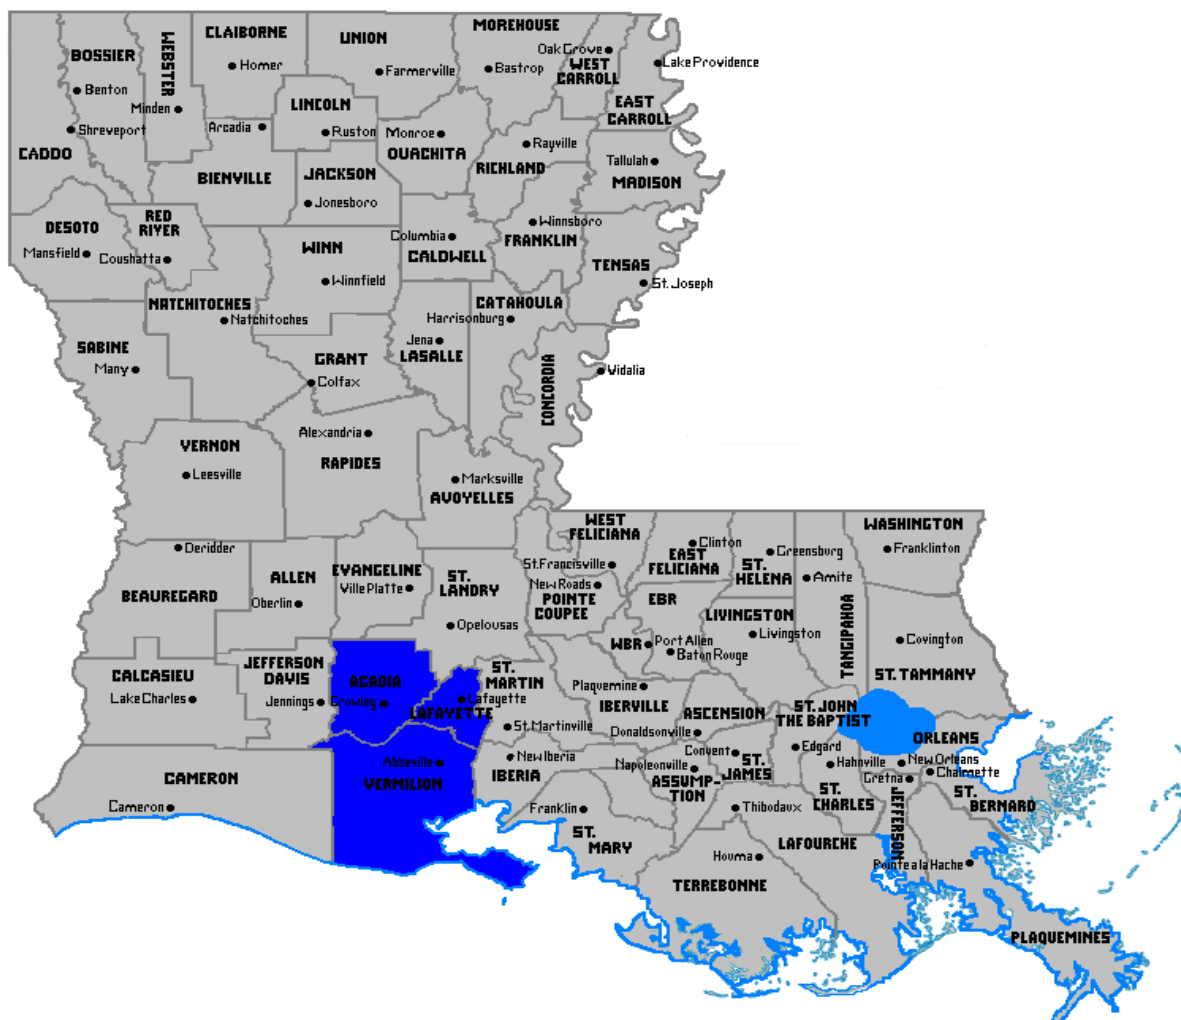 MOREHOUSE
CLAIBORNE
UNION
Oak Grove
BOSSIER
WEBSTER
Homer
Farmerville
Bastrop
WEST
CARROLL
Lake Providence
Benton
Minden
LINCOLN
EAST
CARROLL
Shreveport
Arcadia
Ruston
Monroe
OUACHITA
Rayville
CADDO
RICHLAND
Tallulah
MADISON
BIENVILLE
JACKSON
Jonesboro
RED
RIVER
DESOTO
Mansfield
Coushatta
WINN
Winnfield
Columbia
CALDWELL
Winnsboro
FRANKLIN
TENSAS
St. Joseph
NATCHITOCHES
Natchitoches
CATAHOULA
Harrisonburg
SABINE
Many
GRANT
Colfax
Jena
LASALLE
CONCORDIA
Vidalia
VERNON
Leesville
Alexandria
RAPIDES
Marksville
AVOYELLES
WEST
FELICIANA
St. Francisville
Clinton
EAST
FELICIANA
Greensburg
ST.
HELENA
WASHINGTON
Franklinton
Deridder
BEAUREGARD
ALLEN
Oberlin
EVANGELINE
Ville Platte
ST.
LANDRY
Opelousas
New Roads
POINTE
COUPEE
EBR
Amite
TANGIPAHOA
LIVINGSTON
Livingston
WBR
Port Allen
Baton Rouge
Covington
ST. TAMMANY
CALCASIEU
Lake Charles
JEFFERSON
DAVIS
Jennings
ACADIA
Crowley
Lafayette
LAFAYETTE
ST.
MARTIN
St. Martinville
Plaquemine
IBERVILLE
ASCENSION
Donaldsonville
ST. JOHN
THE BAPTIST
Edgard
ORLEANS
New Orleans
CAMERON
Cameron
Abbeville
VERMILION
New Iberia
IBERIA
Convent
ST.
JAMES
Napoleonville
ASSUMP-
TION
Hahnville
ST.
CHARLES
Gretna
JEFFERSON
Chalmette
ST.
BERNARD
Franklin
ST.
MARY
Thibodaux
LAFOURCHE
Houma
TERREBONNE
Pointe a la Hache
PLAQUEMINES